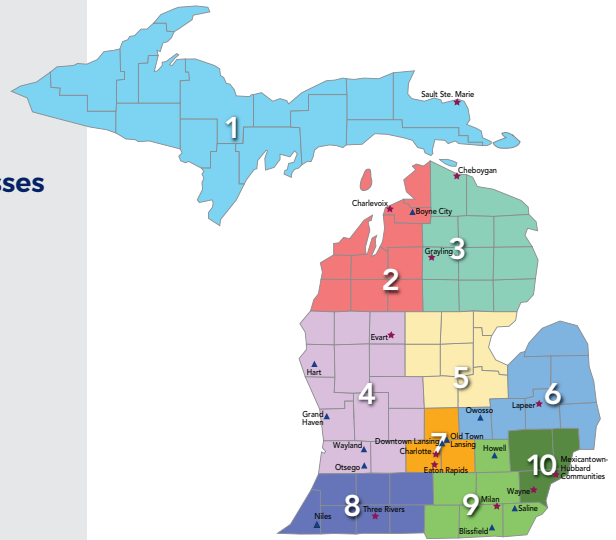 sses
Sault Ste. Marie
1
Cheboygan
Charlevoix
Boyne City
Grayling
3
2
Evart
Hart
5
4
6
Lapeer
Grand
Haven
Owosso
7
Old Town
Lansing
Downtown Lansing
Charlotte
Wayland
Howell
Eaton Rapids
Otsego
10
Mexicantown-
Hubbard
Communities
Wayne
8
9
Milan
Three Rivers
Saline
Niles
Blissfield